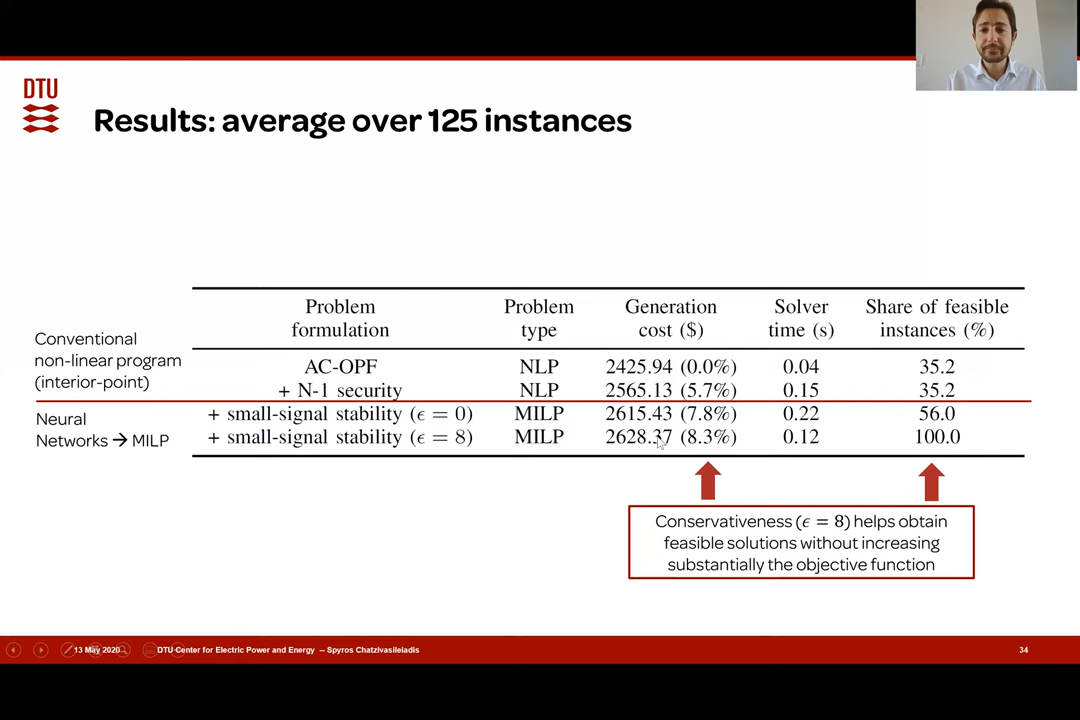 DTU
Results: average over 125 instances
Problem formulation Problem type Generation cost ($) Solver time (s) Share of feasible instances (%)
Conventional non-linear program (interior-point)
AC-OPF NLP 2425.94 (0.0%) 0.04 35.2
+ N-1 security NLP 2565.13 (5.7%) 0.15 35.2
Neural Networks → MILP
+ small-signal stability (ϵ = 0) MILP 2615.43 (7.8%) 0.22 56.0
+ small-signal stability (ϵ = 8) MILP 2628.37 (8.3%) 0.12 100.0
Conservativeness (ϵ = 8) helps obtain
feasible solutions without increasing
substantially the objective function
13 May 2020 DTU Center for Electric Power and Energy – Spyros Chatzivasileiadis 34